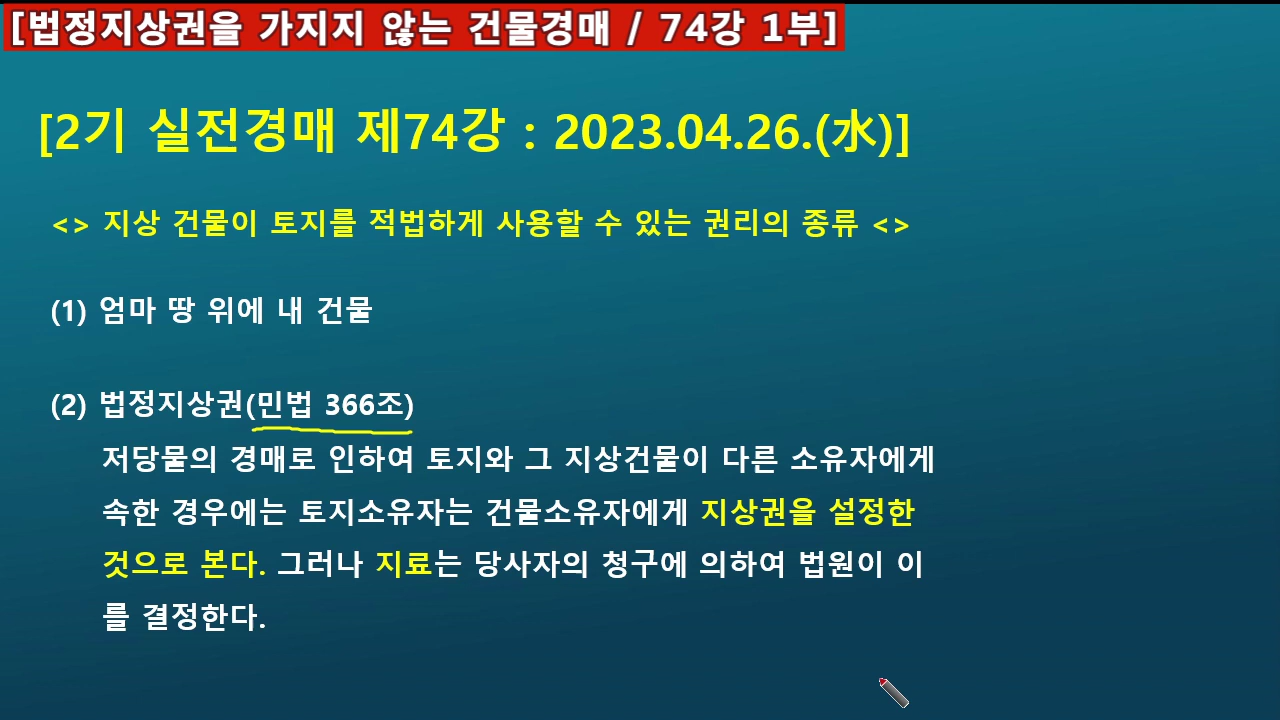 [법정지상권을 가지지 않는 건물경매 / 74강 1부]
[2기 실전경매 제74강 : 2023.04.26.(水)]
<> 지상 건물이 토지를 적법하게 사용할 수 있는 권리의 종류 <>
(1) 엄마 땅 위에 내 건물
(2) 법정지상권(민법 366조)
저당물의 경매로 인하여 토지와 그 지상건물이 다른 소유자에게
속한 경우에는 토지소유자는 건물소유자에게 지상권을 설정한
것으로 본다. 그러나 지료는 당사자의 청구에 의하여 법원이 이
를 결정한다.